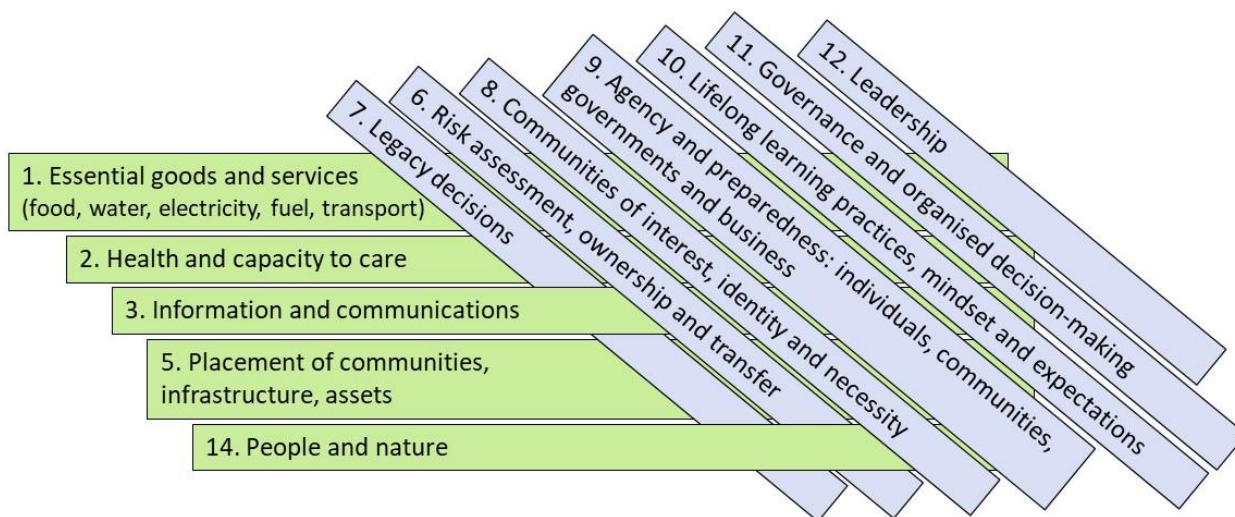 1. Essential goods and services
(food, water, electricity, fuel, transport)
2. Health and capacity to care
3. Information and communications
5. Placement of communities,
infrastructure, assets
14. People and nature
7. Legacy decisions
6. Risk assessment, ownership and transfer
8. Communities of interest, identity and necessity
9. Agency and preparedness: individuals, communities,
governments and business
10. Lifelong learning practices, mindset and expectations
11. Governance and organised decision-making
12. Leadership